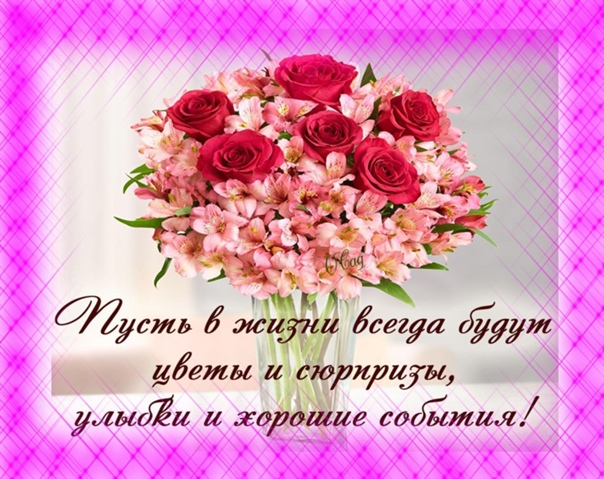 Пусть в жизни всегда будут
цветы и сюрпризы,
улыбки и хорошие события!